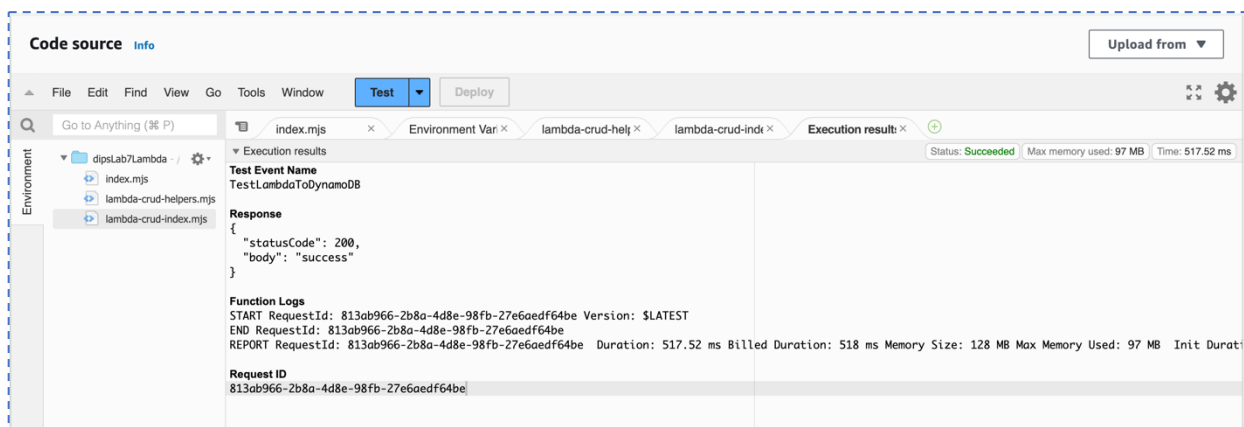 Code source Info
Upload from ▼
File Edit Find View Go Tools Window Test Deploy
Go to Anything (⌘ P)
index.mjs × Environment Vari × lambda-crud-help × lambda-crud-inde × Execution results ×
Environment
dipsLab7Lambda - /
index.mjs
lambda-crud-helpers.mjs
lambda-crud-index.mjs
▼ Execution results
Status: Succeeded Max memory used: 97 MB Time: 517.52 ms
Test Event Name
TestLambdaToDynamoDB
Response
{
"statusCode": 200,
"body": "success"
}
Function Logs
START RequestId: 813ab966-2b8a-4d8e-98fb-27e6aedf64be Version: $LATEST
END RequestId: 813ab966-2b8a-4d8e-98fb-27e6aedf64be
REPORT RequestId: 813ab966-2b8a-4d8e-98fb-27e6aedf64be Duration: 517.52 ms Billed Duration: 518 ms Memory Size: 128 MB Max Memory Used: 97 MB Init Durat
Request ID
813ab966-2b8a-4d8e-98fb-27e6aedf64be